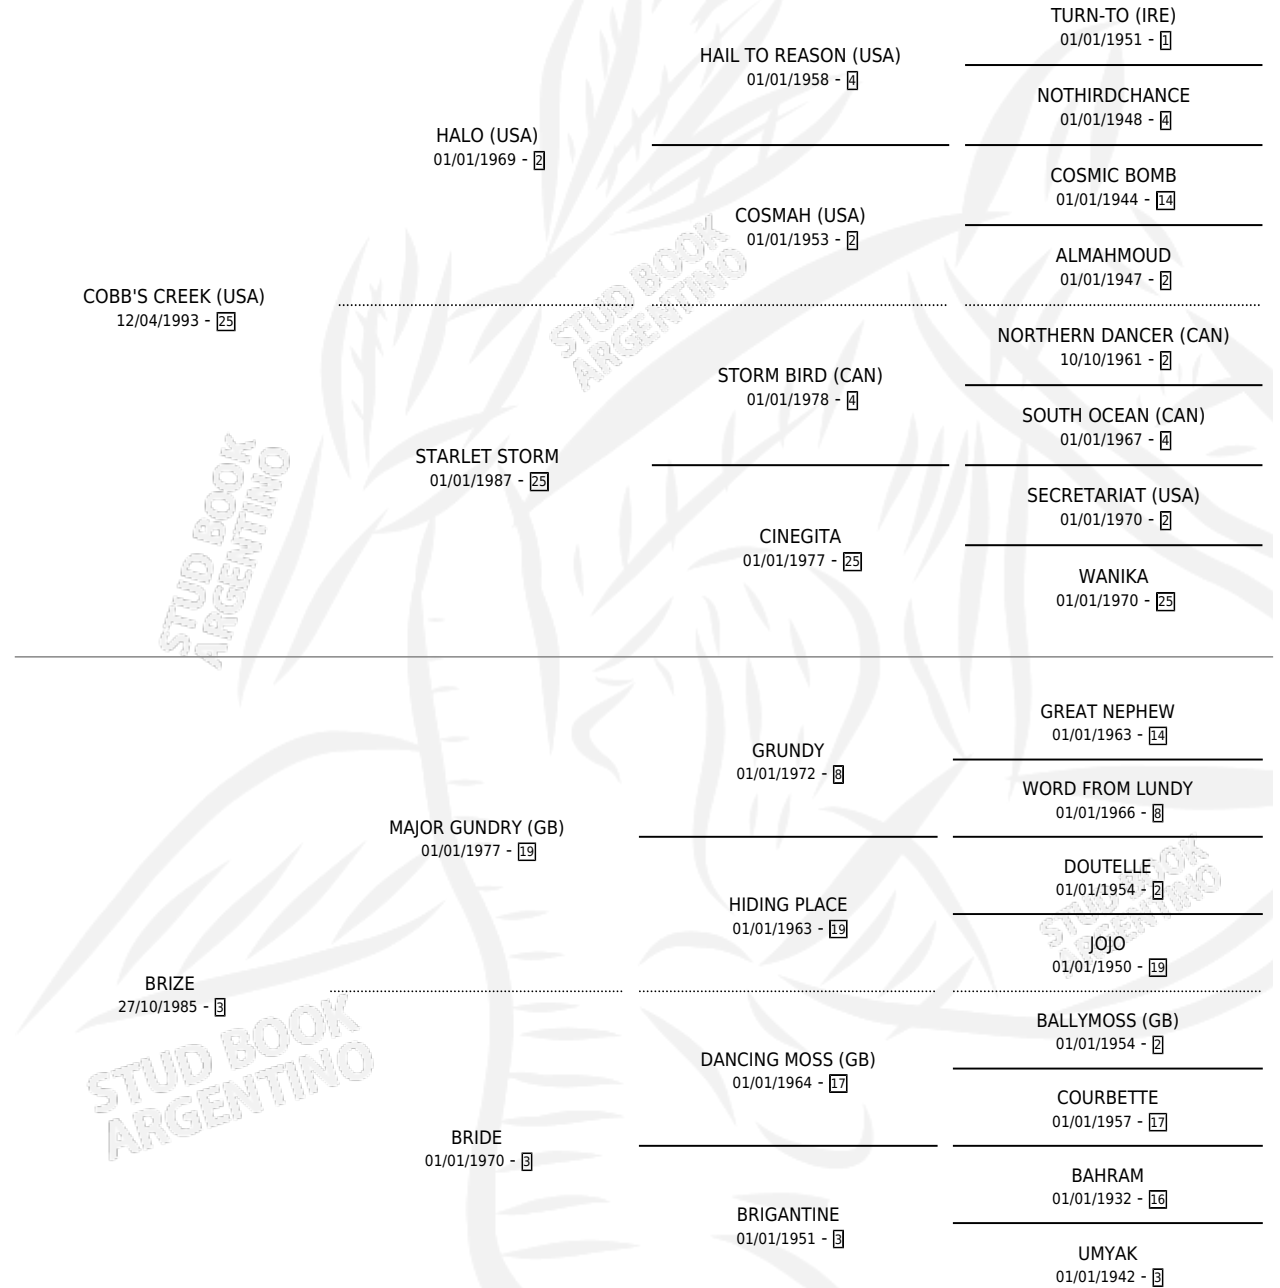 TURN-TO (IRE)
01/01/1951 - 1
HAIL TO REASON (USA)
01/01/1958 - 4
NOTHIRDCHANCE
01/01/1948 - 4
HALO (USA)
01/01/1969 - 2
COSMIC BOMB
01/01/1944 - 14
COSMAH (USA)
01/01/1953 - 2
ALMAHMOUD
01/01/1947 - 2
COBB'S CREEK (USA)
12/04/1993 - 25
STUD BOOK
ARGENTINO
NORTHERN DANCER (CAN)
10/10/1961 - 2
STORM BIRD (CAN)
01/01/1978 - 4
SOUTH OCEAN (CAN)
01/01/1967 - 4
STARLET STORM
01/01/1987 - 25
SECRETARIAT (USA)
01/01/1970 - 2
CINEGITA
01/01/1977 - 25
WANIKA
01/01/1970 - 25
STUD BOOK
ARGENTINO
GREAT NEPHEW
01/01/1963 - 14
GRUNDY
01/01/1972 - 8
WORD FROM LUNDY
01/01/1966 - 8
MAJOR GUNDRY (GB)
01/01/1977 - 19
DOUTELLE
01/01/1954 - 2
HIDING PLACE
01/01/1963 - 19
JOJO
01/01/1950 - 19
STUD BOOK
ARGENTINO
BRIZE
27/10/1985 - 3
BALLYMOSS (GB)
01/01/1954 - 2
DANCING MOSS (GB)
01/01/1964 - 17
COURBETTE
01/01/1957 - 17
STUD BOOK
ARGENTINO
BRIDE
01/01/1970 - 3
BAHRAM
01/01/1932 - 16
BRIGANTINE
01/01/1951 - 3
UMYAK
01/01/1942 - 3